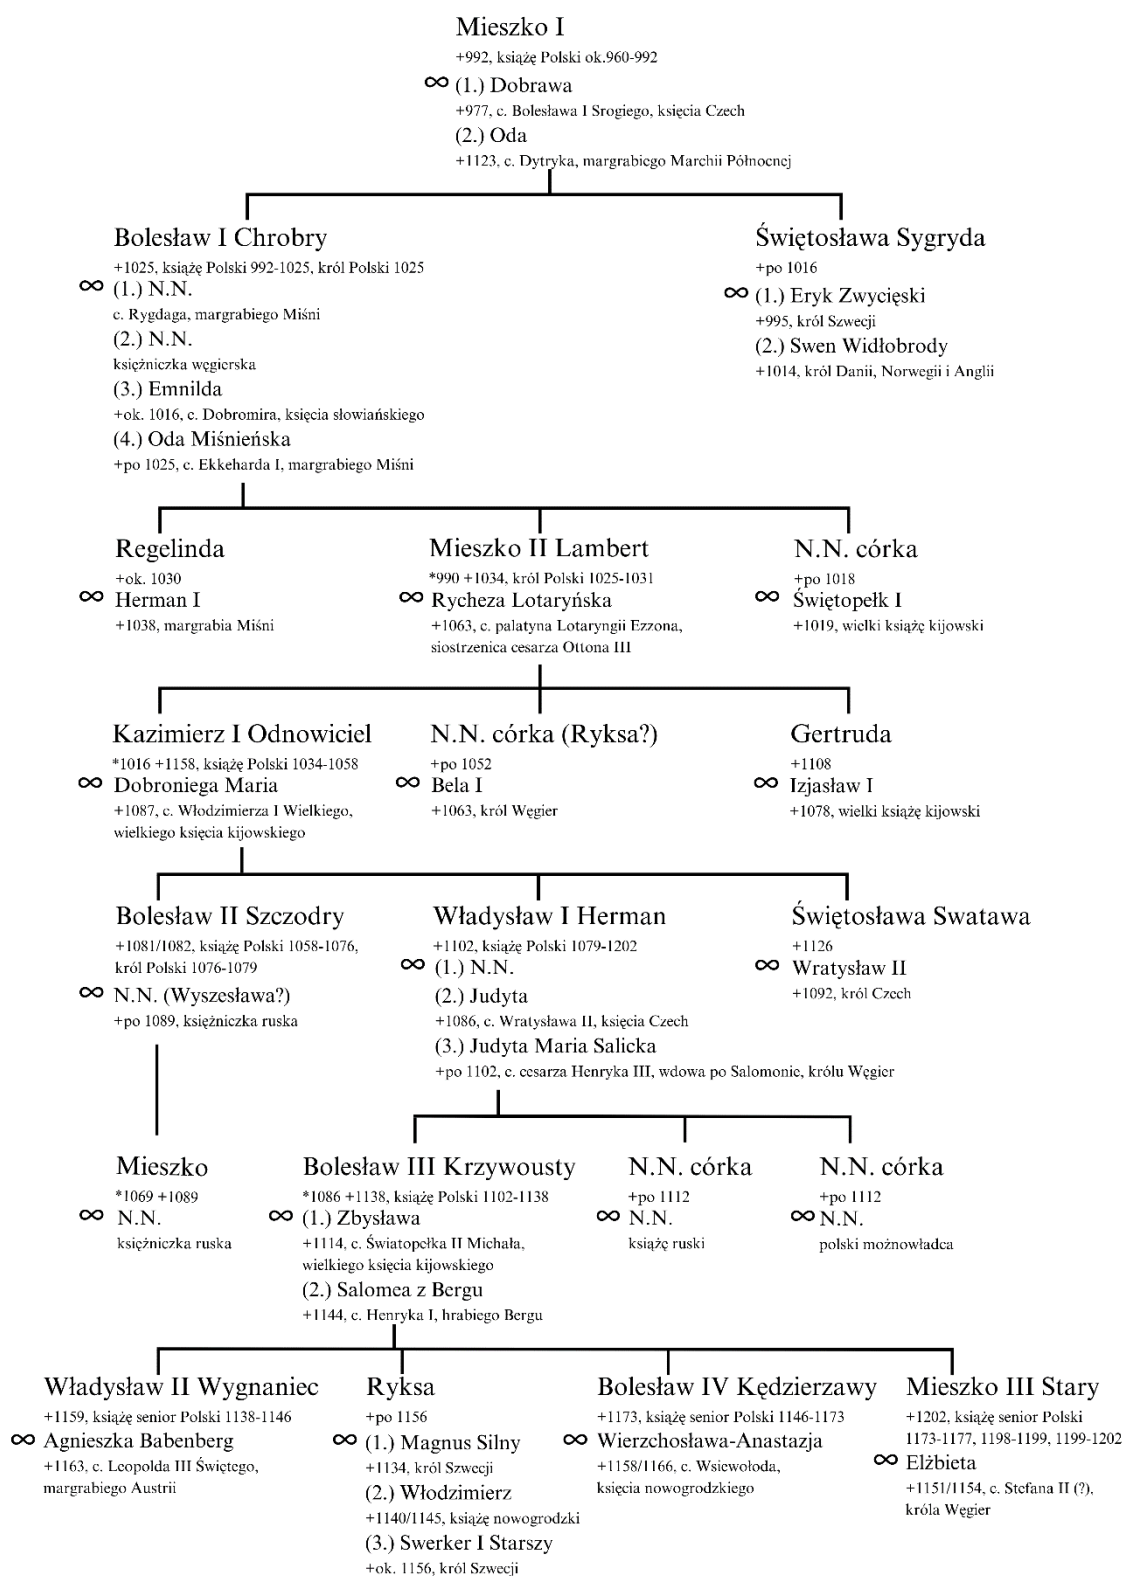 Mieszko I
+992, książę Polski ok.960-992
∞ (1.) Dobrawa
+977, c. Bolesława I Srogiego, księcia Czech
(2.) Oda
+1123, c. Dytryka, margrabiego Marchii Północnej
Bolesław I Chrobry
+1025, książę Polski 992-1025, król Polski 1025
∞ (1.) N.N.
c. Rygdaga, margrabiego Miśni
(2.) N.N.
księżniczka węgierska
(3.) Emnilda
+ok. 1016, c. Dobromira, księcia słowiańskiego
(4.) Oda Miśnieńska
+po 1025, c. Ekkeharda I, margrabiego Miśni
Świętosława Sygryda
+po 1016
∞ (1.) Eryk Zwycięski
+995, król Szwecji
(2.) Swen Widłobrody
+1014, król Danii, Norwegii i Anglii
Regelinda
+ok. 1030
∞ Herman I
+1038, margrabia Miśni
Mieszko II Lambert
*990 +1034, król Polski 1025-1031
∞ Rycheza Lotaryńska
+1063, c. palatyna Lotaryngii Ezzona,
siostrzenica cesarza Ottona III
N.N. córka
+po 1018
∞ Świętopełk I
+1019, wielki książę kijowski
Kazimierz I Odnowiciel
*1016 +1158, książę Polski 1034-1058
∞ Dobroniega Maria
+1087, c. Włodzimierza I Wielkiego,
wielkiego księcia kijowskiego
N.N. córka (Ryksa?)
+po 1052
∞ Bela I
+1063, król Węgier
Gertruda
+1108
∞ Izjasław I
+1078, wielki książę kijowski
Bolesław II Szczodry
+1081/1082, książę Polski 1058-1076,
król Polski 1076-1079
∞ N.N. (Wyszesława?)
+po 1089, księżniczka ruska
Władysław I Herman
+1102, książę Polski 1079-1202
∞ (1.) N.N.
(2.) Judyta
+1086, c. Wratysława II, księcia Czech
(3.) Judyta Maria Salicka
+po 1102, c. cesarza Henryka III, wdowa po Salomonie, królu Węgier
Świętosława Swatawa
+1126
∞ Wratysław II
+1092, król Czech
Mieszko
*1069 +1089
∞ N.N.
księżniczka ruska
Bolesław III Krzywousty
*1086 +1138, książę Polski 1102-1138
∞ (1.) Zbysława
+1114, c. Światopełka II Michała,
wielkiego księcia kijowskiego
(2.) Salomea z Bergu
+1144, c. Henryka I, hrabiego Bergu
N.N. córka
+po 1112
∞ N.N.
książę ruski
N.N. córka
+po 1112
∞ N.N.
polski możnowładca
Władysław II Wygnaniec
+1159, książę senior Polski 1138-1146
∞ Agnieszka Babenberg
+1163, c. Leopolda III Świętego,
margrabiego Austrii
Ryksa
+po 1156
∞ (1.) Magnus Silny
+1134, król Szwecji
(2.) Włodzimierz
+1140/1145, książę nowogrodzki
(3.) Swerker I Starszy
+ok. 1156, król Szwecji
Bolesław IV Kędzierzawy
+1173, książę senior Polski 1146-1173
∞ Wierzchosława-Anastazja
+1158/1166, c. Wsiewołoda,
księcia nowogrodzkiego
Mieszko III Stary
+1202, książę senior Polski
1173-1177, 1198-1199, 1199-1202
∞ Elżbieta
+1151/1154, c. Stefana II (?),
króla Węgier